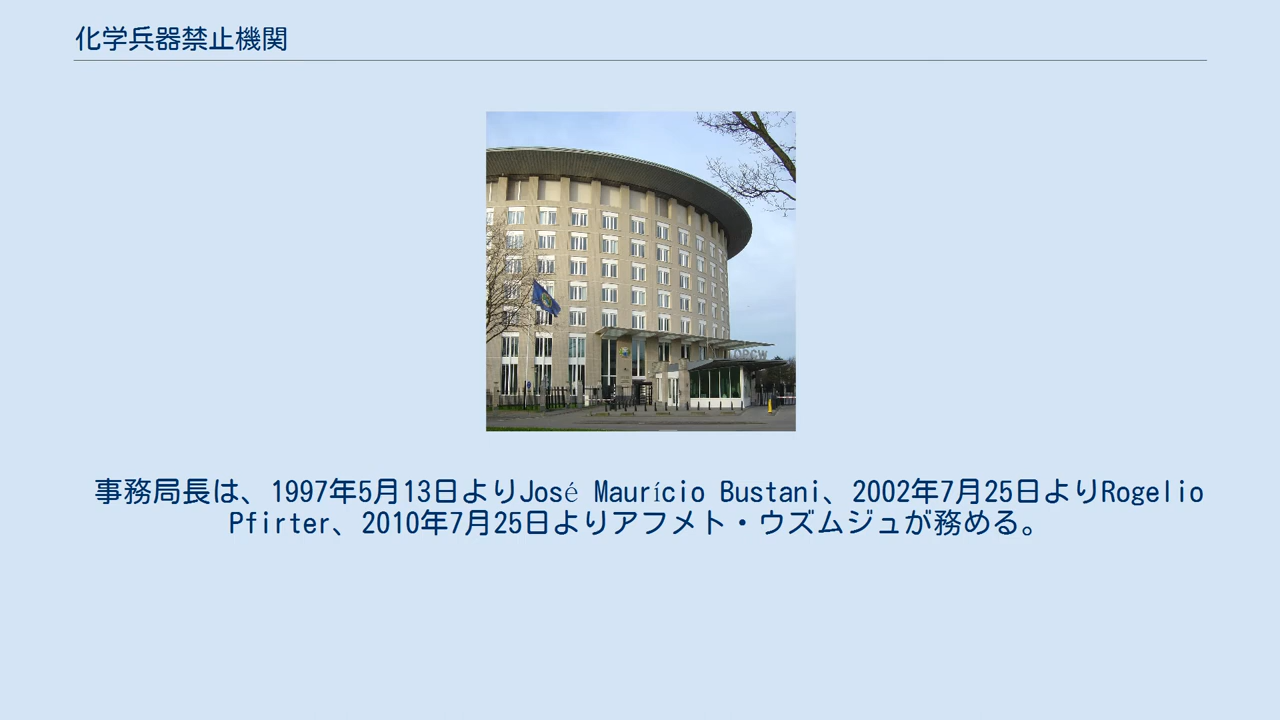 化学兵器禁止機関
OPCW
事務局長は、1997年5月13日よりJosé Maurício Bustani、2002年7月25日よりRogelio
Pfirter、2010年7月25日よりアフメト・ウズムジュが務める。